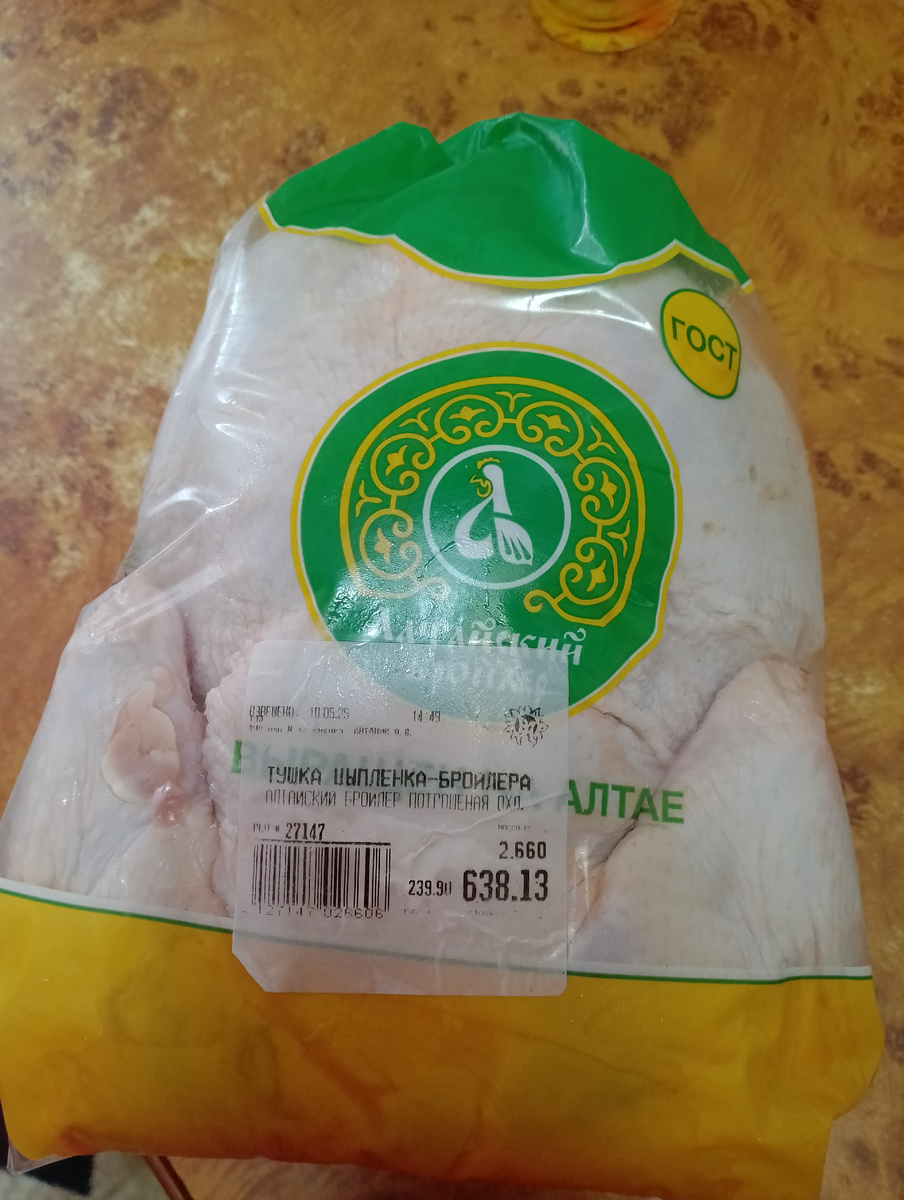 ГОСТ
Алтайский
бройлер
ВЗВЕШЕНО: 10.05.25 14:49
ТУШКА ЦЫПЛЕНКА-БРОЙЛЕРА
АЛТАЙСКИЙ БРОЙЛЕР ПОТРОШЕНАЯ ОХЛ.
АЛТАЕ
PLU # 27147
2.660
239.90 638.13